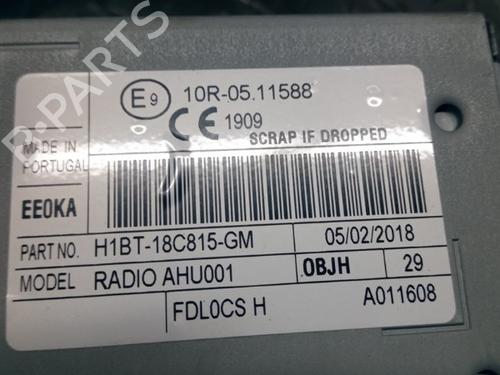 E9 10R-05.11588
CE 1909
SCRAP IF DROPPED
MADE IN
PORTUGAL
EE0KA
PART NO. H1BT-18C815-GM 05/02/2018
MODEL RADIO AHU001 .0BJH 29
FDL0CS H A011608